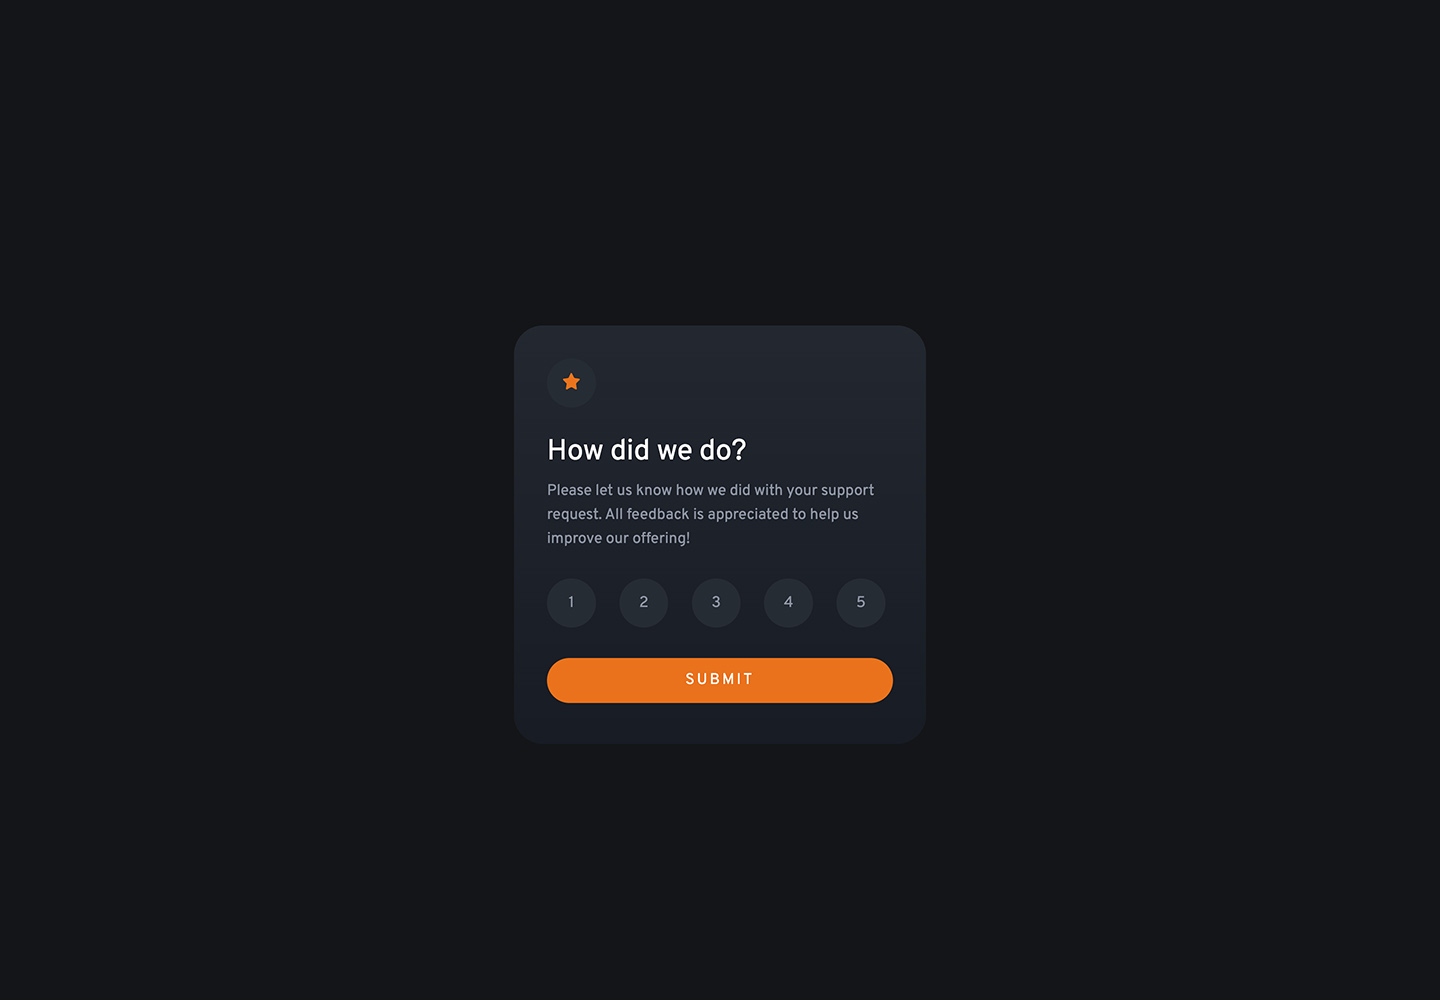 How did we do?
Please let us know how we did with your support
request. All feedback is appreciated to help us
improve our offering!
1 2 3 4 5
SUBMIT